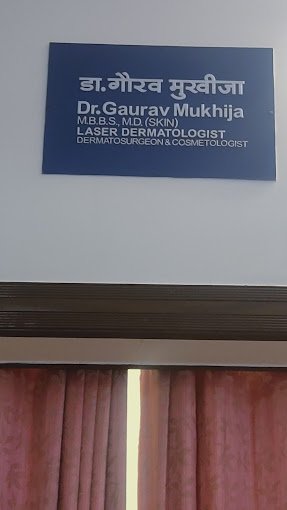 डा. गौरव मुखीजा
Dr. Gaurav Mukhija
M.B.B.S., M.D. (SKIN)
LASER DERMATOLOGIST
DERMATOSURGEON & COSMETOLOGIST